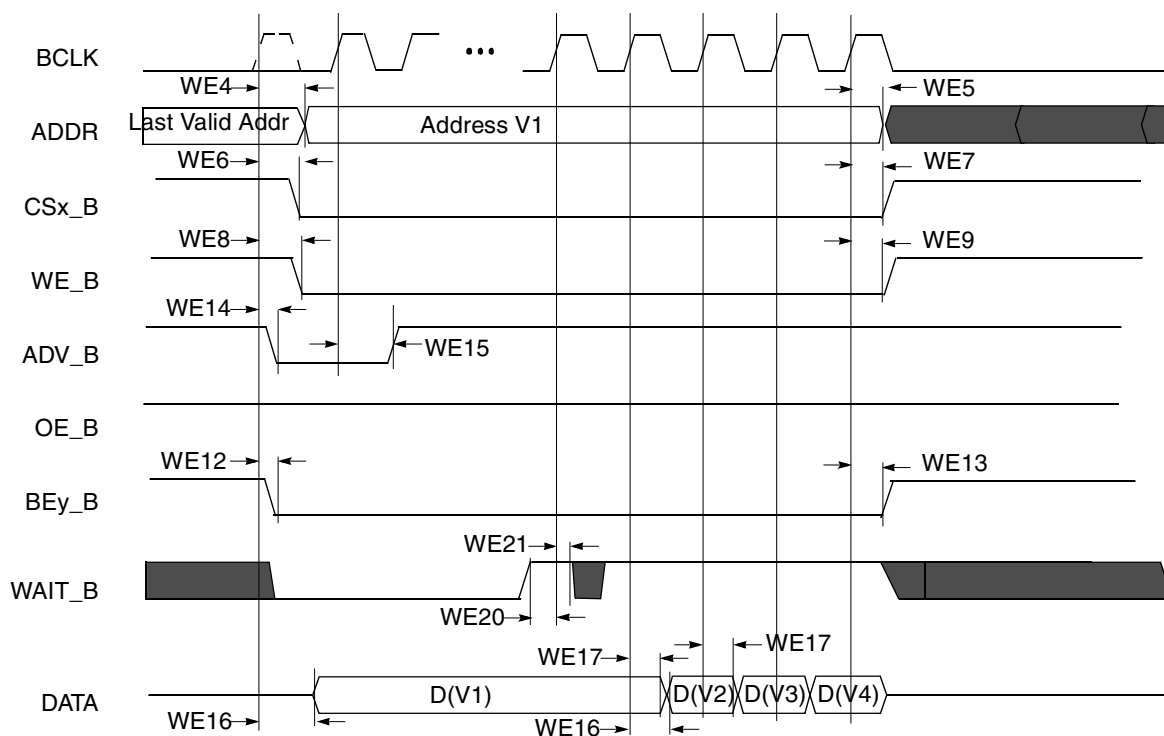 BCLK
•••
WE4
WE5
ADDR
Last Valid Addr
Address V1
WE6
WE7
CSx_B
WE8
WE9
WE_B
WE14
WE15
ADV_B
OE_B
WE12
WE13
BEy_B
WE21
WAIT_B
WE20
WE17
WE17
DATA
D(V1)
D(V2)
D(V3)
D(V4)
WE16
WE16